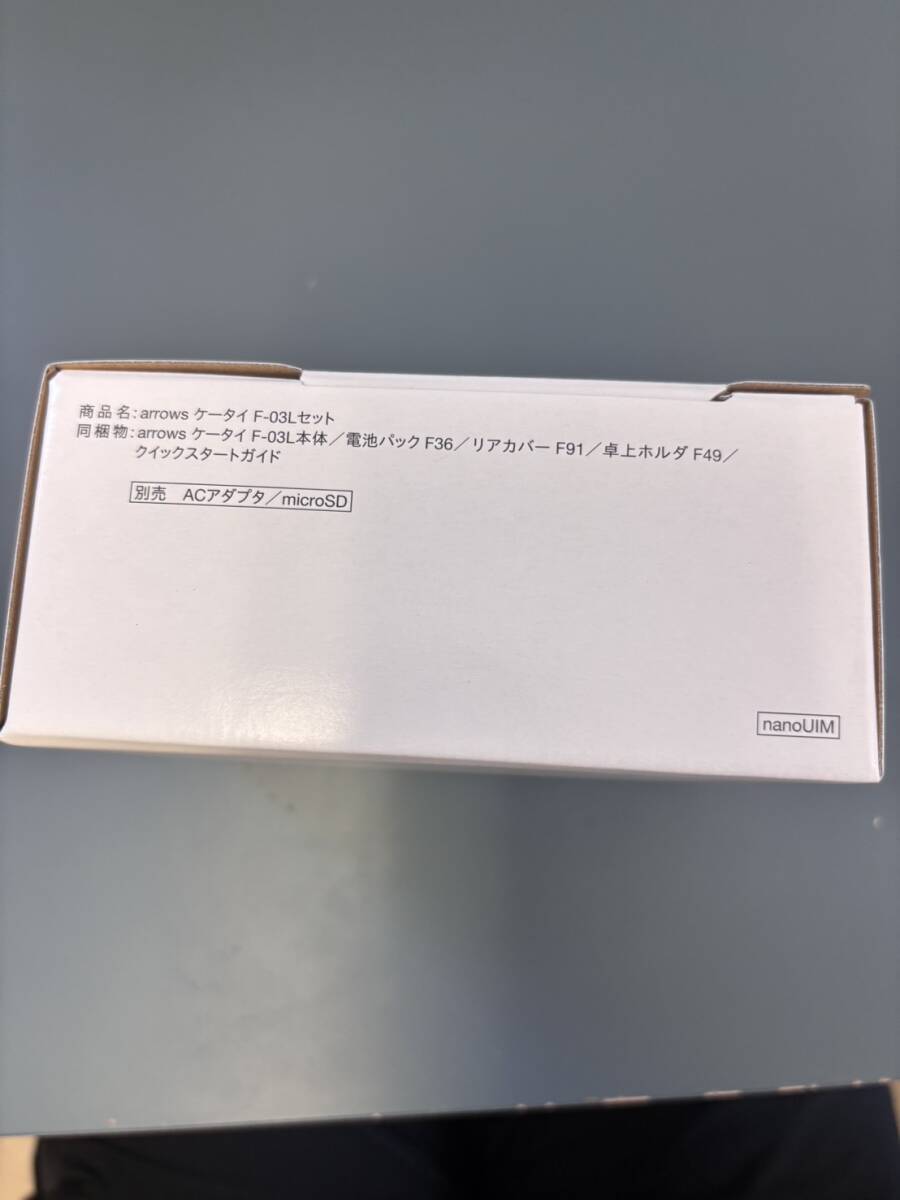 商品名:arrows ケータイ F-03Lセット
同梱物:arrows ケータイ F-03L本体／電池パック F36／リアカバー F91／卓上ホルダ F49／
クイックスタートガイド
別売　ACアダプタ／microSD
nanoUIM